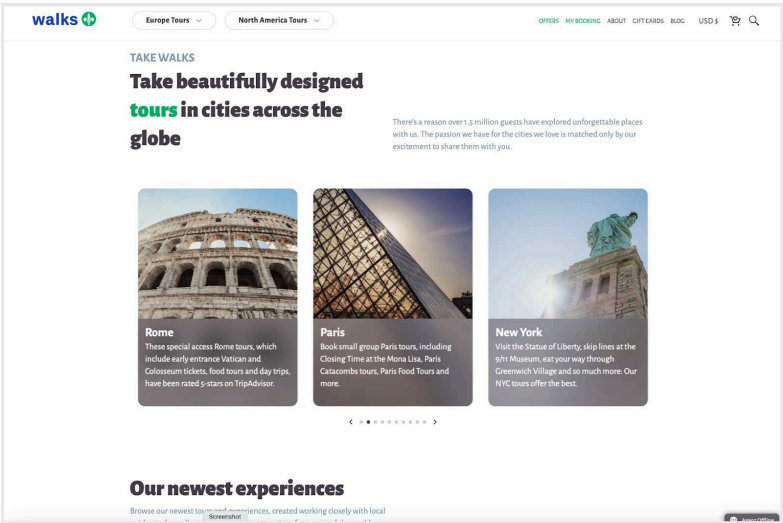 walks
Europe Tours
North America Tours
OFFERS MY BOOKING ABOUT GIFT CARDS BLOG USD $
TAKE WALKS
Take beautifully designed
tours in cities across the
globe
There's a reason over 1.5 million guests have explored unforgettable places
with us. The passion we have for the cities we love is matched only by our
excitement to share them with you.
Rome
These special access Rome tours, which
include early entrance Vatican and
Colosseum tickets, food tours and day trips,
have been rated 5-stars on TripAdvisor.
Paris
Book small group Paris tours, including
Closing Time at the Mona Lisa, Paris
Catacombs tours, Paris Food Tours and
more.
New York
Visit the Statue of Liberty, skip lines at the
9/11 Museum, eat your way through
Greenwich Village and so much more: Our
NYC tours offer the best.
Our newest experiences
Browse our newest tours and experiences, created working closely with local
Screenshot
Agent Offline